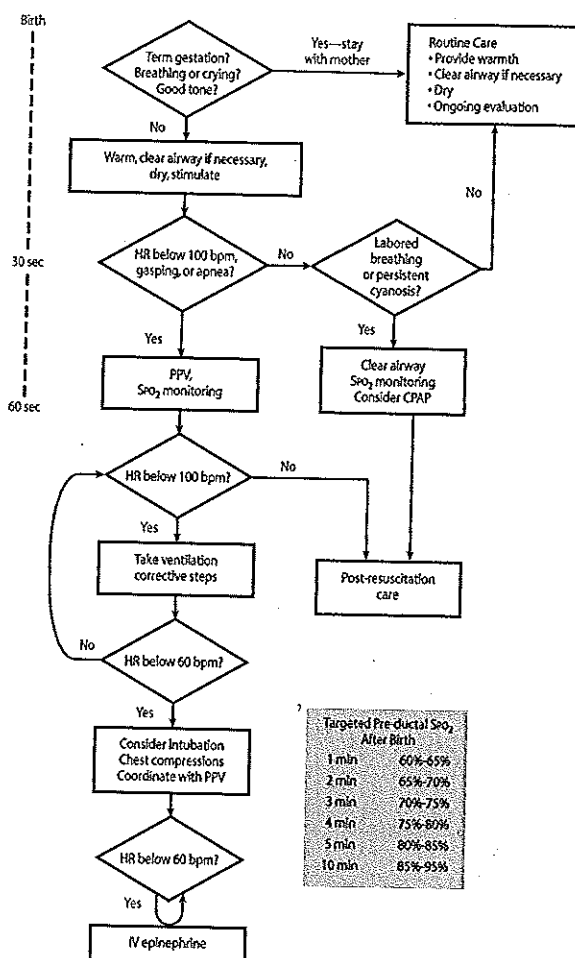 Birth
Term gestation?
Breathing or crying?
Good tone?
Yes—stay
with mother
Routine Care
• Provide warmth
• Clear airway if necessary
• Dry
• Ongoing evaluation
No
Warm, clear airway if necessary,
dry, stimulate
No
30 sec
HR below 100 bpm,
gasping, or apnea?
No
Labored
breathing
or persistent
cyanosis?
Yes
Yes
PPV,
SPO₂ monitoring
Clear airway
SPO₂ monitoring
Consider CPAP
60 sec
HR below 100 bpm?
No
Yes
Take ventilation
corrective steps
Post-resuscitation
care
No
HR below 60 bpm?
Yes
Consider intubation
Chest compressions
Coordinate with PPV
HR below 60 bpm?
Yes
IV epinephrine
Targeted Pre-ductal SPO₂
After Birth
1 min 60%-65%
2 min 65%-70%
3 min 70%-75%
4 min 75%-80%
5 min 80%-85%
10 min 85%-95%